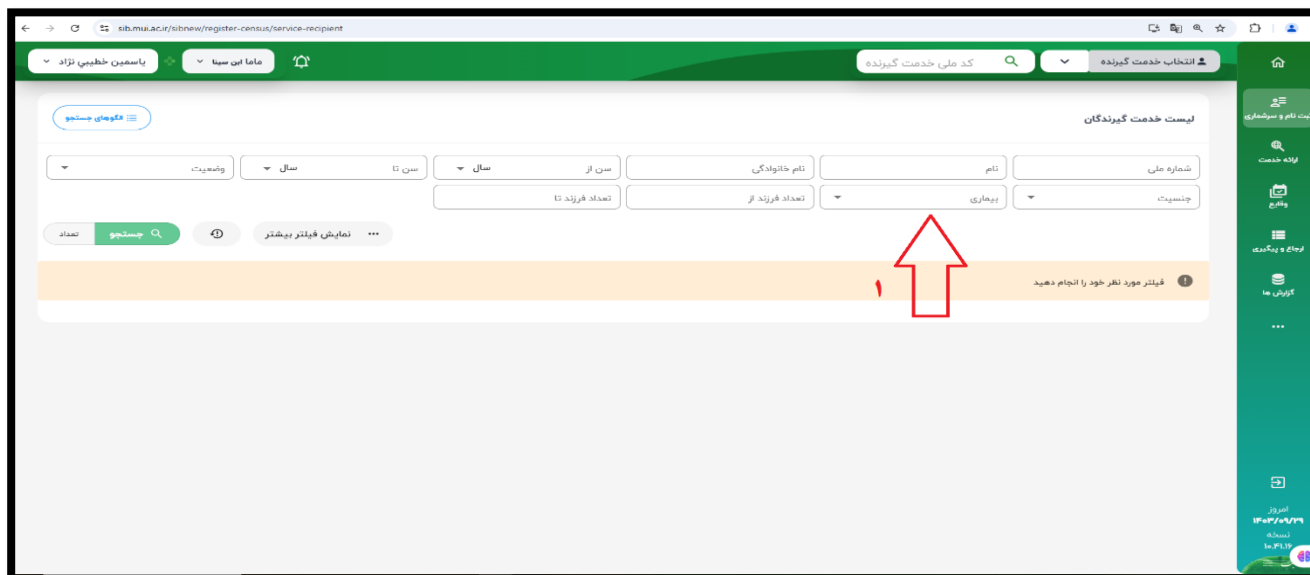 sib.mui.ac.ir/sibnew/register-census/service-recipient
انتخاب خدمت گیرنده
کد ملی خدمت گیرنده
ماما ابن سینا
یاسمین خطیبی نژاد
لیست خدمت گیرندگان
الگوهای جستجو
شماره ملی
نام
نام خانوادگی
سن از
سال
سن تا
سال
وضعیت
جنسیت
بیماری
تعداد فرزند از
تعداد فرزند تا
نمایش فیلتر بیشتر
جستجو
تعداد
فیلتر مورد نظر خود را انجام دهید
۱
ثبت نام و سرشماری
ارائه خدمت
وقایع
ارجاع و پیگیری
گزارش ها
امروز
۱۴۰۳/۰۹/۲۹
نسخه
۱۰.۴۱.۱۶